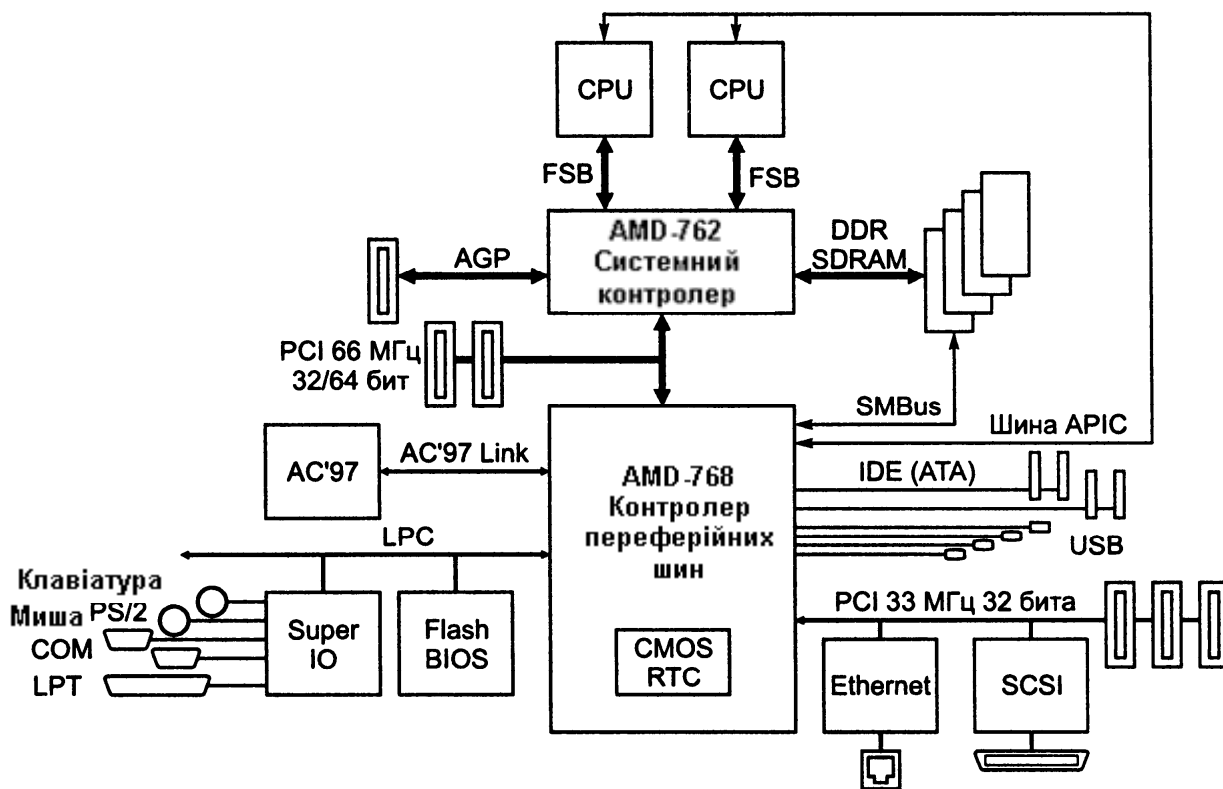 CPU
CPU
FSB
FSB
AMD-762
Системний
контролер
AGP
DDR
SDRAM
PCI 66 МГц
32/64 бит
SMBus
Шина APIC
AC'97
AC'97 Link
AMD-768
Контролер
переферійних
шин
IDE (ATA)
USB
LPC
Клавіатура
Миша PS/2
COM
LPT
Super
IO
Flash
BIOS
CMOS
RTC
PCI 33 МГц 32 бита
Ethernet
SCSI